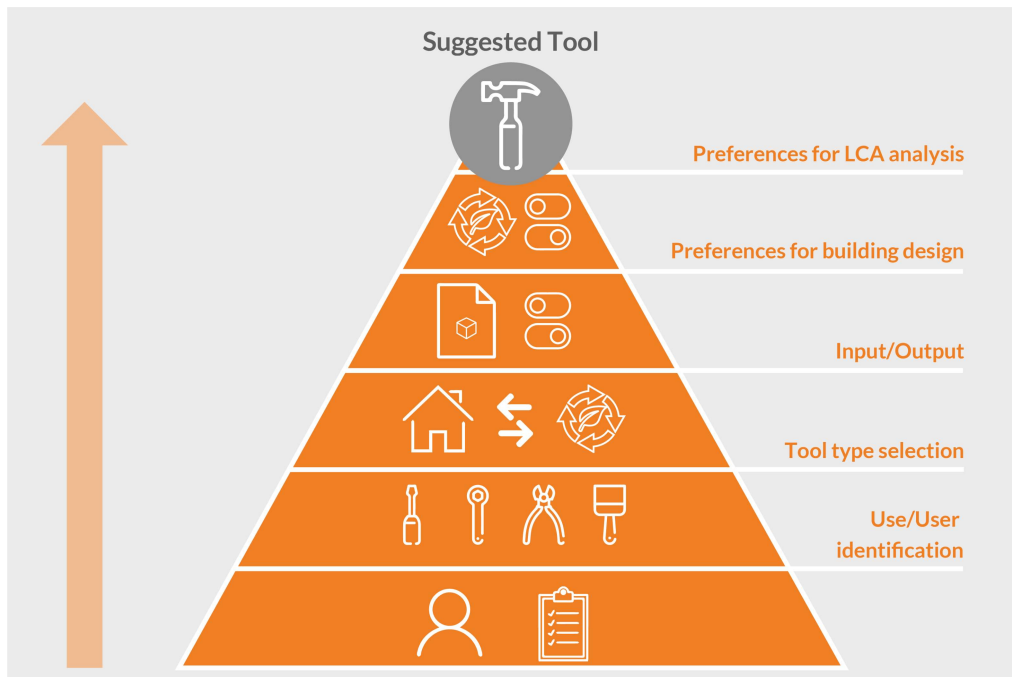 Suggested Tool
Preferences for LCA analysis
Preferences for building design
Input/Output
Tool type selection
Use/User
identification